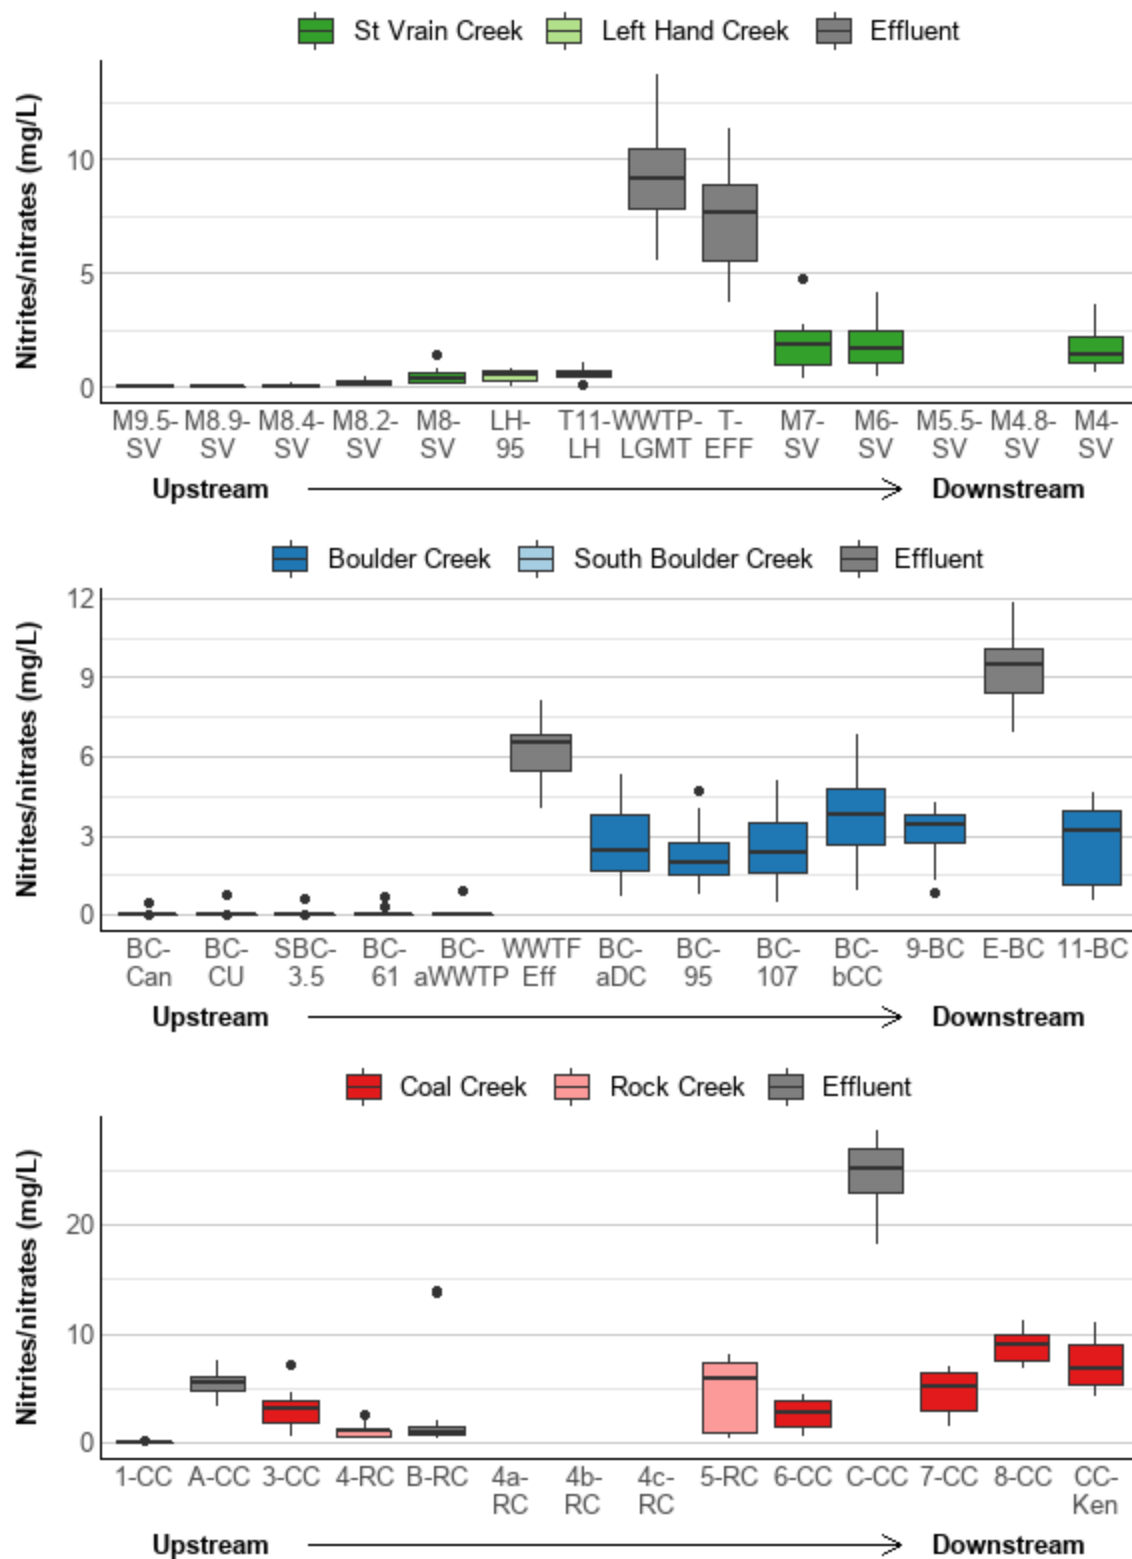 St Vrain Creek Left Hand Creek Effluent
Nitrites/nitrates (mg/L)
10
5
0
M9.5- M8.9- M8.4- M8.2- M8- LH- T11- WWTP- T- M7- M6- M5.5- M4.8- M4-
SV SV SV SV SV 95 LH LGMT EFF SV SV SV SV SV
Upstream Downstream
Boulder Creek South Boulder Creek Effluent
Nitrites/nitrates (mg/L)
12
9
6
3
0
BC- BC- SBC- BC- BC- WWTF BC- BC- BC- BC- 9-BC E-BC 11-BC
Can CU 3.5 61 aWWTP Eff aDC 95 107 bCC
Upstream Downstream
Coal Creek Rock Creek Effluent
Nitrites/nitrates (mg/L)
20
10
0
1-CC A-CC 3-CC 4-RC B-RC 4a- 4b- 4c- 5-RC 6-CC C-CC 7-CC 8-CC CC-
RC RC RC Ken
Upstream Downstream